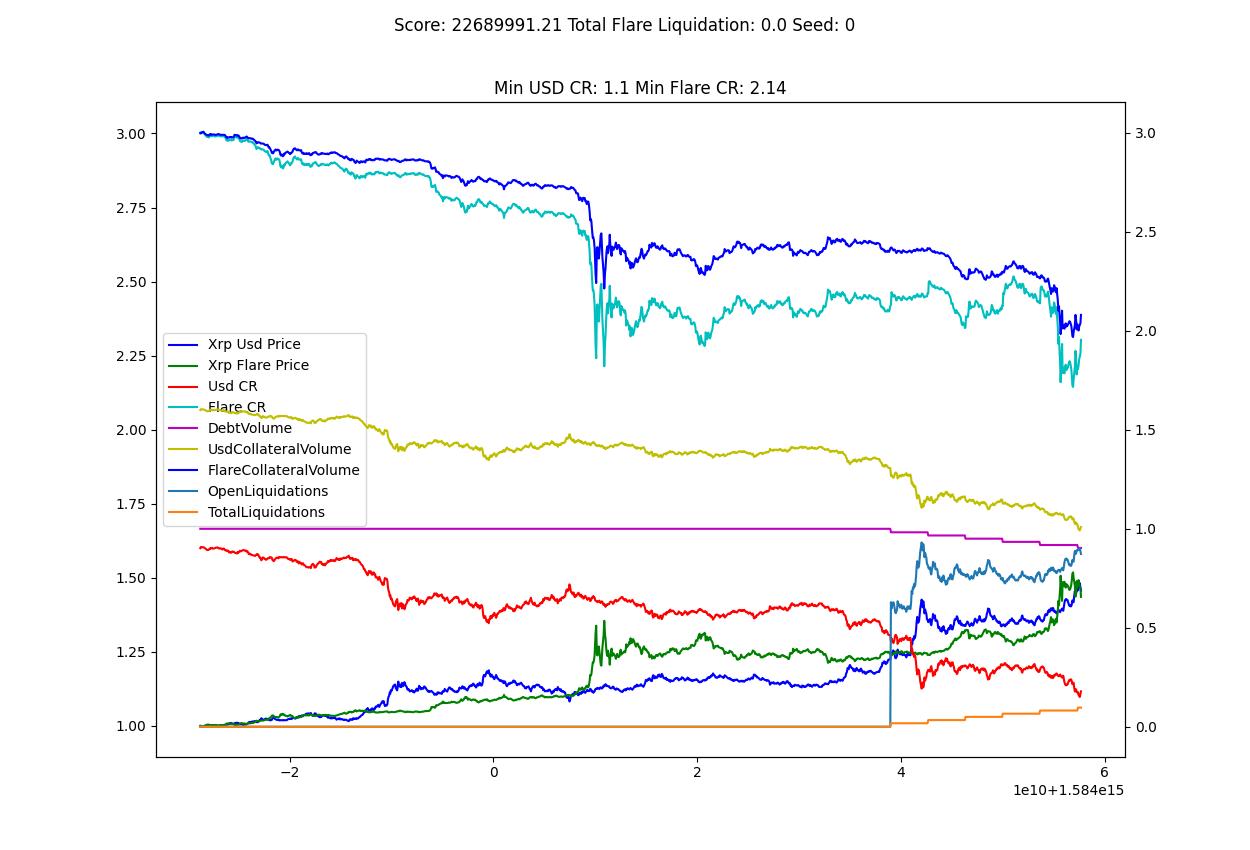 Score: 22689991.21 Total Flare Liquidation: 0.0 Seed: 0
Min USD CR: 1.1 Min Flare CR: 2.14
3.00
2.75
2.50
2.25
2.00
1.75
1.50
1.25
1.00
Xrp Usd Price
Xrp Flare Price
Usd CR
Flare CR
DebtVolume
UsdCollateralVolume
FlareCollateralVolume
OpenLiquidations
TotalLiquidations
3.0
2.5
2.0
1.5
1.0
0.5
0.0
−2 0 2 4 6
1e10+1.584e15